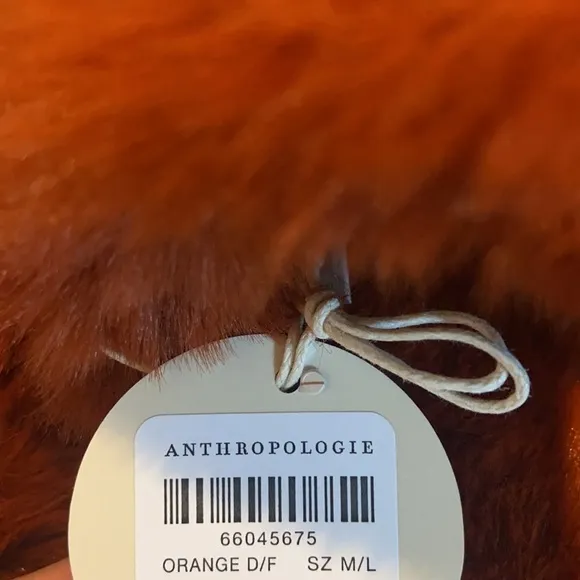 ANTHROPOLOGIE
66045675
ORANGE D/F SZ M/L